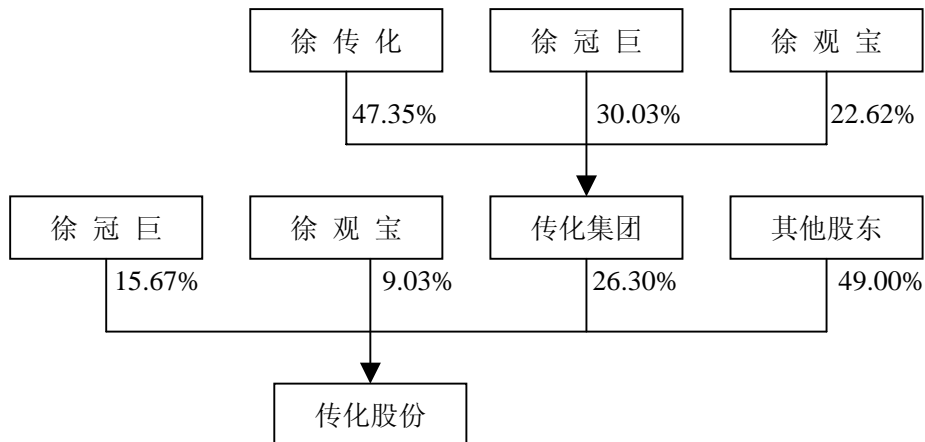 徐 传 化 徐 冠 巨 徐 观 宝
47.35% 30.03% 22.62%
徐 冠 巨 徐 观 宝 传化集团 其他股东
15.67% 9.03% 26.30% 49.00%
传化股份